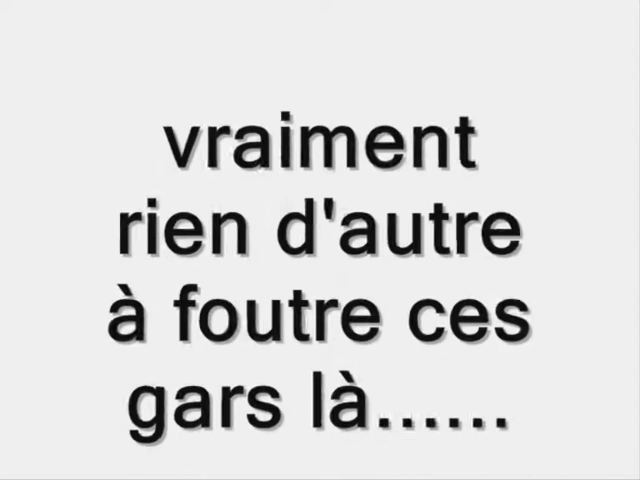 vraiment
rien d'autre
à foutre ces
gars là......